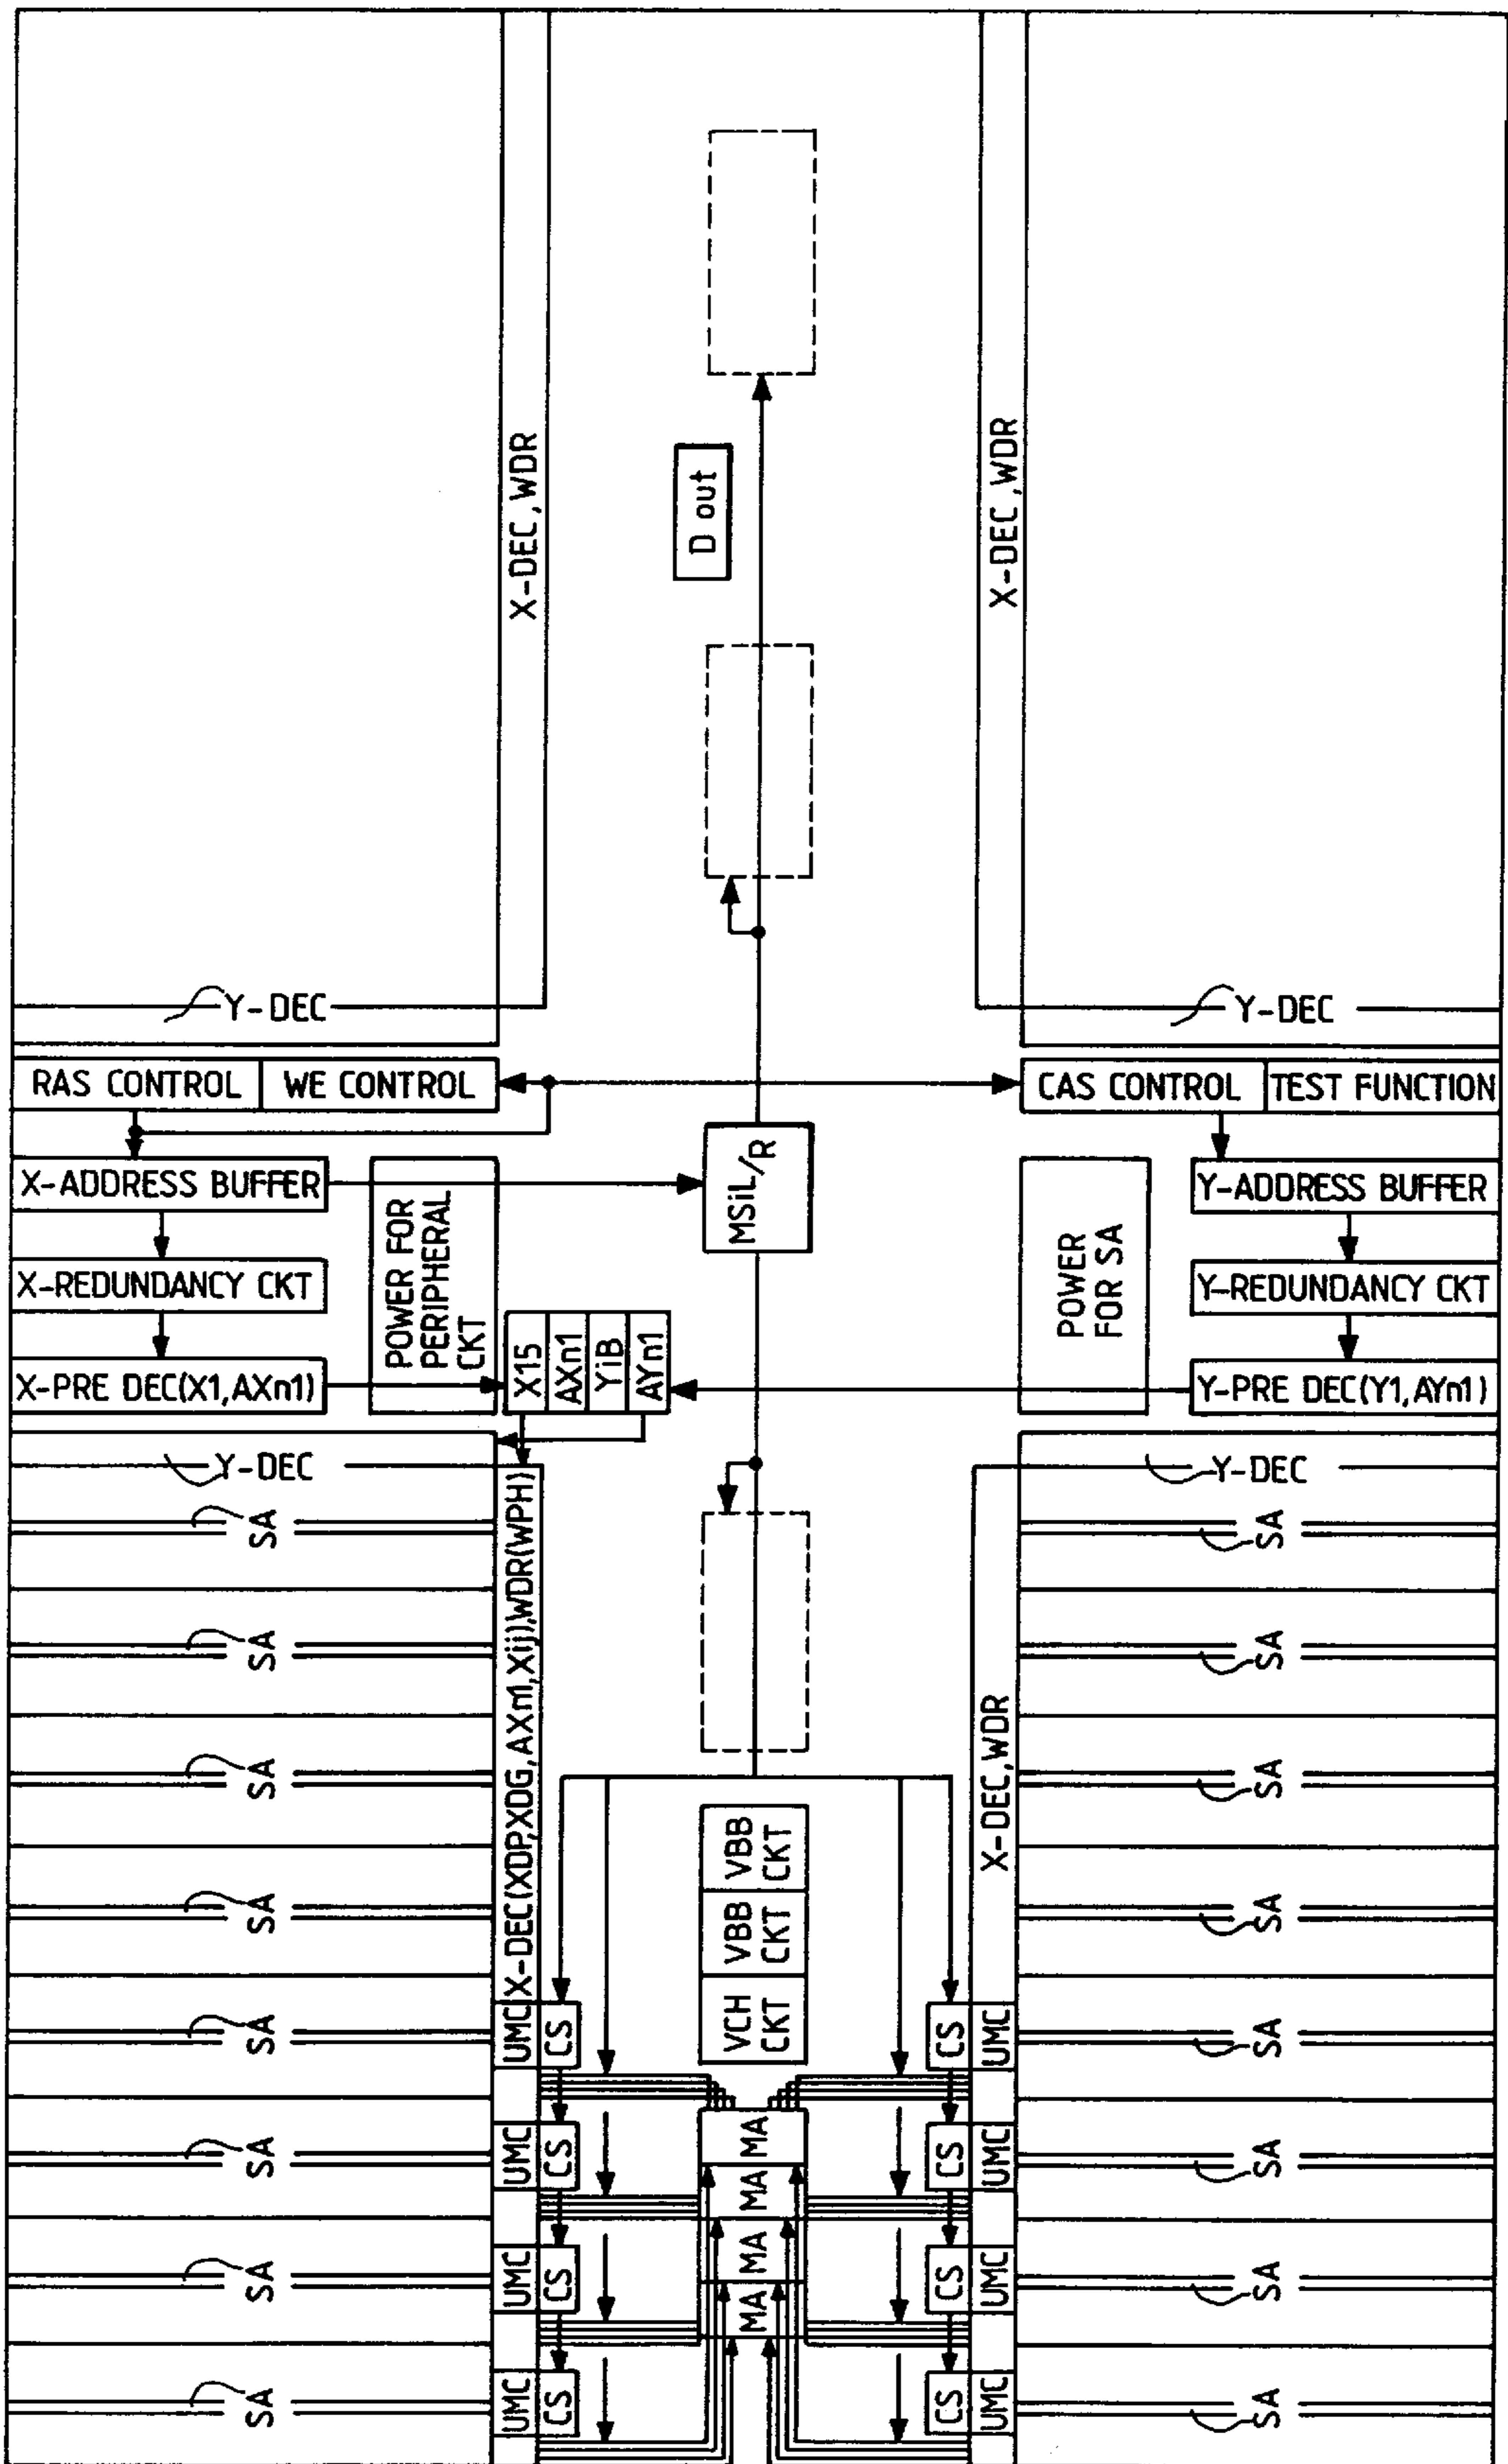 X-DEC,WDR
X-DEC,WDR
D out
Y-DEC
Y-DEC
RAS CONTROL
WE CONTROL
CAS CONTROL
TEST FUNCTION
X-ADDRESS BUFFER
POWER FOR
PERIPHERAL
CKT
MSiL/R
POWER
FOR SA
Y-ADDRESS BUFFER
X-REDUNDANCY CKT
Y-REDUNDANCY CKT
X-PRE DEC(X1,AXn1)
X15
AXn1
YiB
AYn1
Y-PRE DEC(Y1,AYn1)
Y-DEC
Y-DEC
X-DEC(XDP,XDG,AXn1,Xij),WDR(WPH)
X-DEC,WDR
SA
SA
SA
SA
SA
SA
SA
SA
VBB
CKT
VBB
CKT
VCH
CKT
SA
UMC
CS
CS
UMC
SA
MA
SA
UMC
CS
MA
CS
UMC
SA
MA
SA
UMC
CS
MA
CS
UMC
SA
SA
UMC
CS
CS
UMC
SA